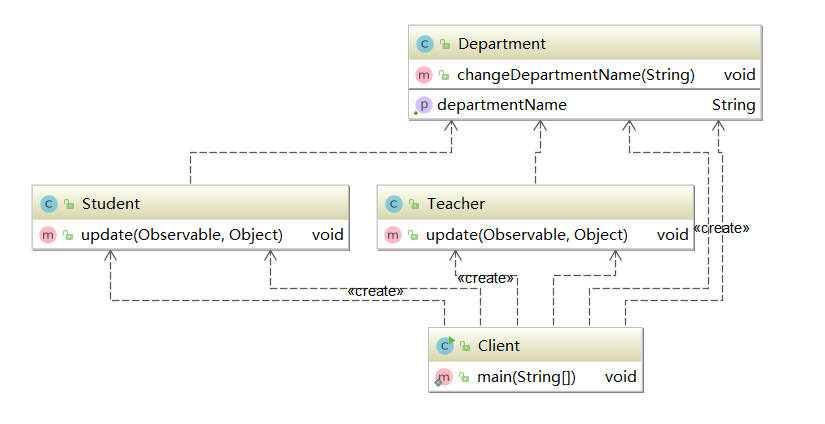 Department
changeDepartmentName(String) void
departmentName String
Student
update(Observable, Object) void
Teacher
update(Observable, Object) void
«create»
«create»
«create»
Client
main(String[]) void